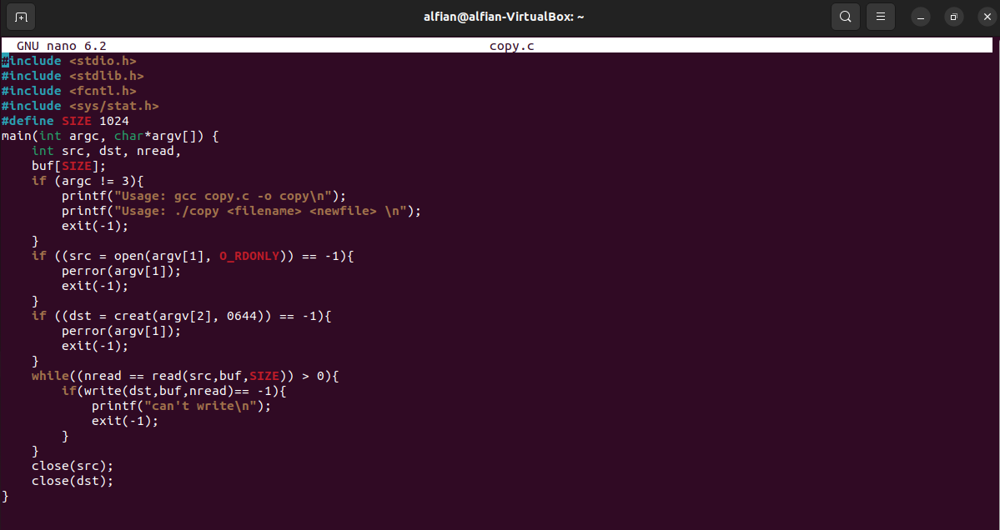 alfian@alfian-VirtualBox: ~
GNU nano 6.2 copy.c
#include <stdio.h>
#include <stdlib.h>
#include <fcntl.h>
#include <sys/stat.h>
#define SIZE 1024
main(int argc, char*argv[]) {
    int src, dst, nread,
    buf[SIZE];
    if (argc != 3){
        printf("Usage: gcc copy.c -o copy\n");
        printf("Usage: ./copy <filename> <newfile> \n");
        exit(-1);
    }
    if ((src = open(argv[1], O_RDONLY)) == -1){
        perror(argv[1]);
        exit(-1);
    }
    if ((dst = creat(argv[2], 0644)) == -1){
        perror(argv[1]);
        exit(-1);
    }
    while((nread == read(src,buf,SIZE)) > 0){
        if(write(dst,buf,nread)== -1){
            printf("can't write\n");
            exit(-1);
        }
    }
    close(src);
    close(dst);
}